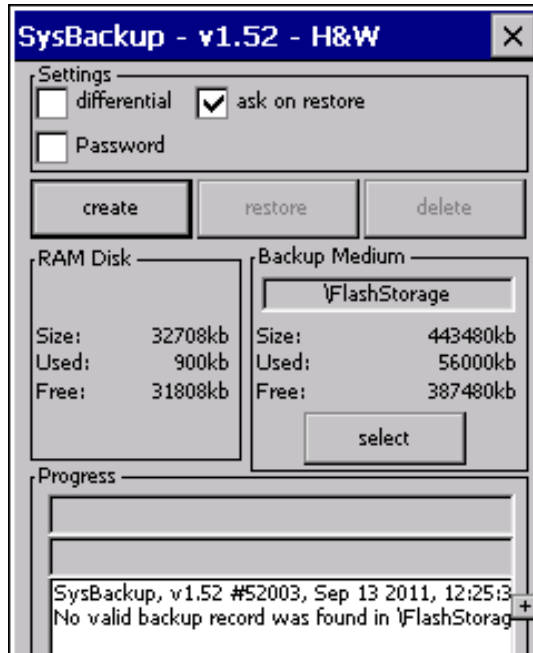 SysBackup - v1.52 - H&W
Settings
differential
ask on restore
Password
create
restore
delete
RAM Disk
Size: 32708kb
Used: 900kb
Free: 31808kb
Backup Medium
\FlashStorage
Size: 443480kb
Used: 56000kb
Free: 387480kb
select
Progress
SysBackup, v1.52 #52003, Sep 13 2011, 12:25:3
No valid backup record was found in \FlashStorag